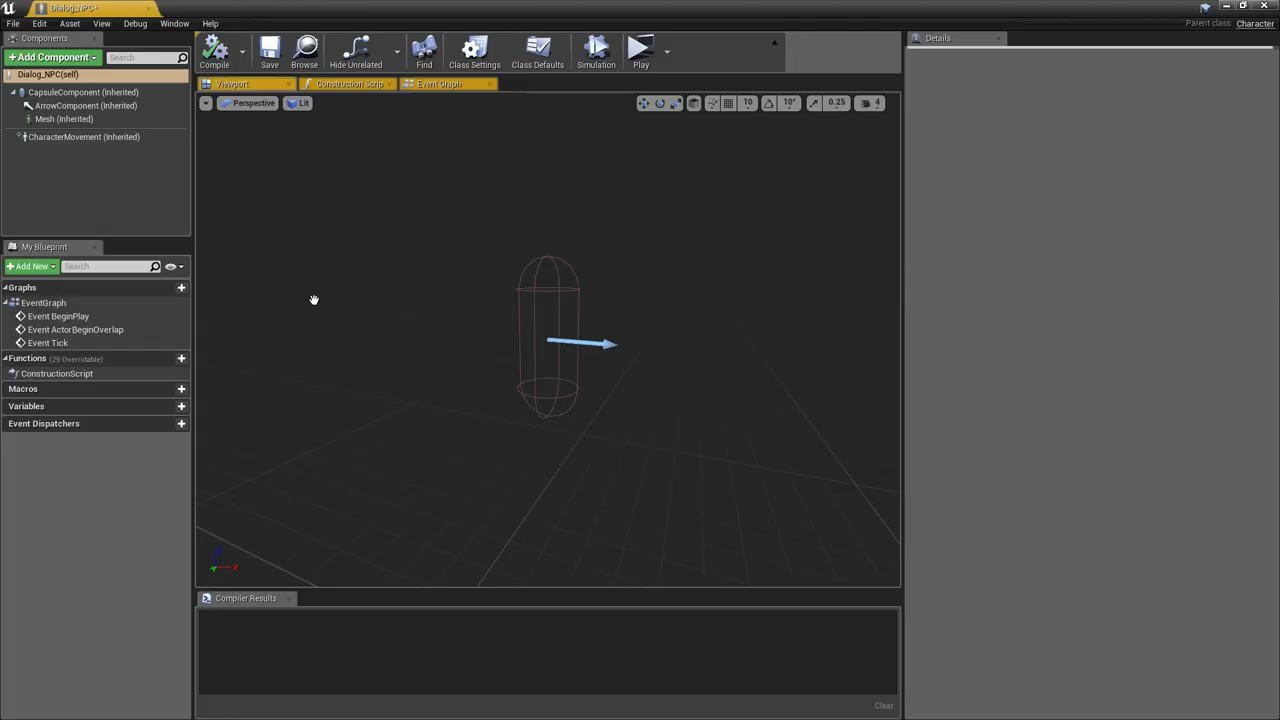 Dialog_NPC*
File Edit Asset View Debug Window Help
Parent class: Character
Components
+Add Component Search
Dialog_NPC(self)
CapsuleComponent (Inherited)
ArrowComponent (Inherited)
Mesh (Inherited)
CharacterMovement (Inherited)
My Blueprint
+Add New Search
Graphs
EventGraph
Event BeginPlay
Event ActorBeginOverlap
Event Tick
Functions (29 Overridable)
ConstructionScript
Macros
Variables
Event Dispatchers
Compile Save Browse Hide Unrelated Find Class Settings Class Defaults Simulation Play
Viewport Construction Scrip Event Graph
Perspective Lit 10 10° 0.25 4
Z X Y
Compiler Results
Clear
Details